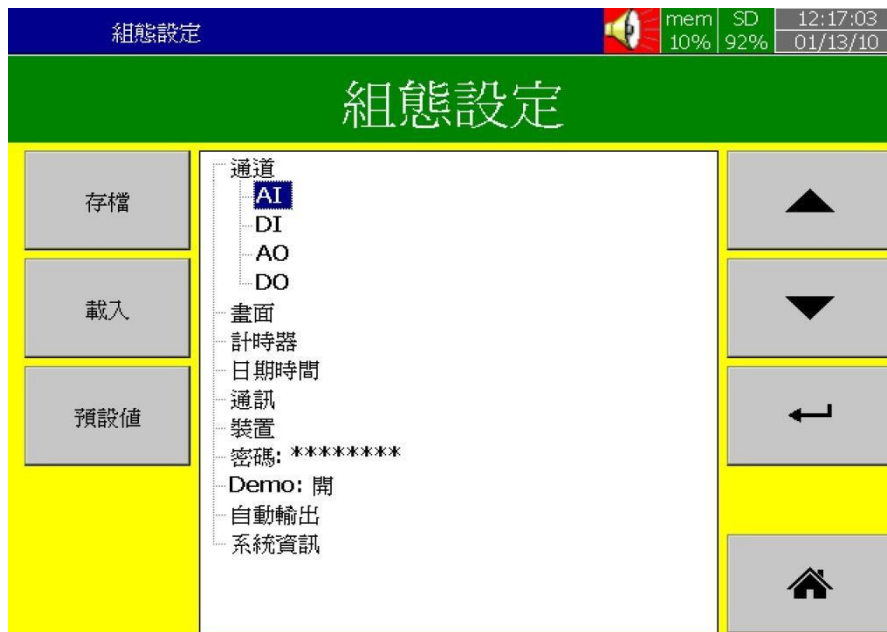 組態設定
mem 10%
SD 92%
12:17:03
01/13/10
組態設定
存檔
載入
預設值
通道
AI
DI
AO
DO
畫面
計時器
日期時間
通訊
裝置
密碼: ********
Demo: 開
自動輸出
系統資訊